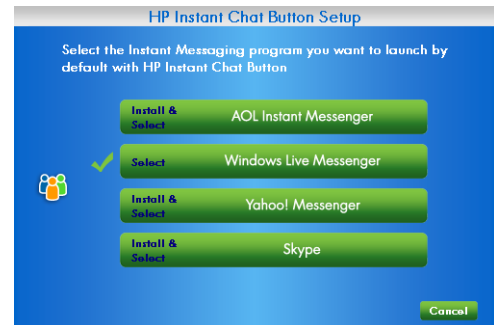 HP Instant Chat Button Setup
Select the Instant Messaging program you want to launch by
default with HP Instant Chat Button
Install &
Select
AOL Instant Messenger
Select
Windows Live Messenger
Install &
Select
Yahoo! Messenger
Install &
Select
Skype
Cancel